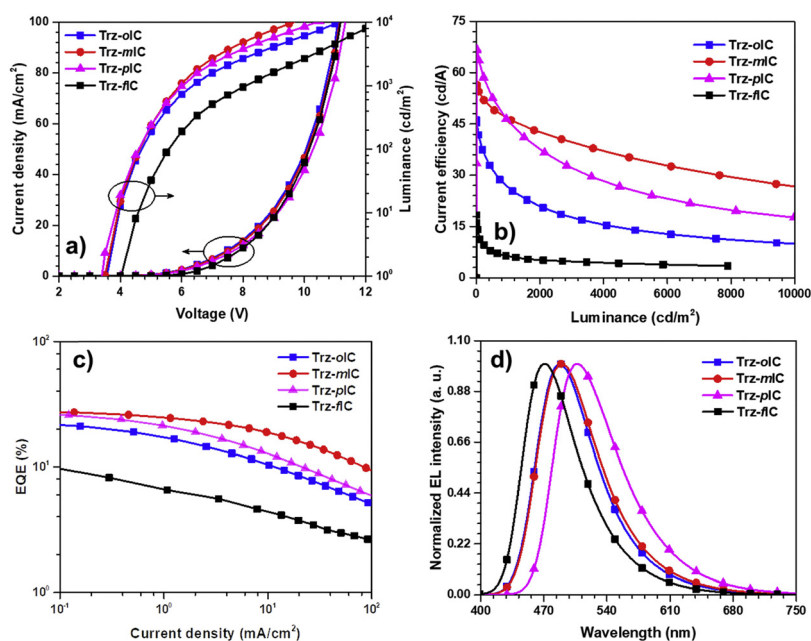 100
80
60
40
20
0
Current density (mA/cm²)
10⁴
10³
10²
10¹
10⁰
Luminance (cd/m²)
Trz-oIC
Trz-mIC
Trz-pIC
Trz-fIC
a)
2 4 6 8 10 12
Voltage (V)
75
60
45
30
15
0
Current efficiency (cd/A)
Trz-oIC
Trz-mIC
Trz-pIC
Trz-fIC
b)
0 2000 4000 6000 8000 10000
Luminance (cd/m²)
10²
10¹
10⁰
EQE (%)
c)
Trz-oIC
Trz-mIC
Trz-pIC
Trz-fIC
10⁻¹ 10⁰ 10¹ 10²
Current density (mA/cm²)
1.10
0.88
0.66
0.44
0.22
0.00
Normalized EL intensity (a. u.)
d)
Trz-oIC
Trz-mIC
Trz-pIC
Trz-fIC
400 470 540 610 680 750
Wavelength (nm)